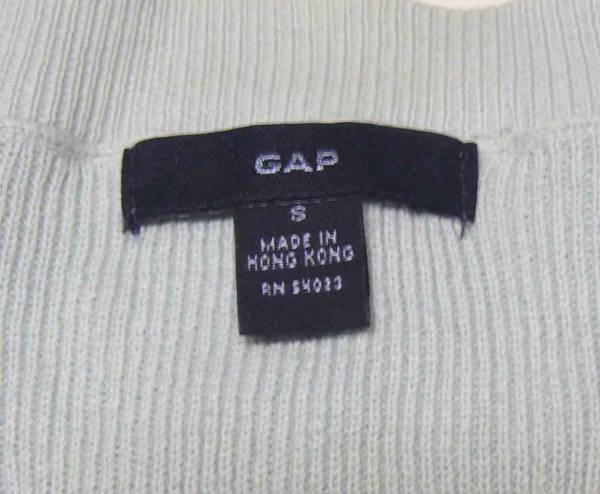 GAP
S
MADE IN
HONG KONG
RN 54023